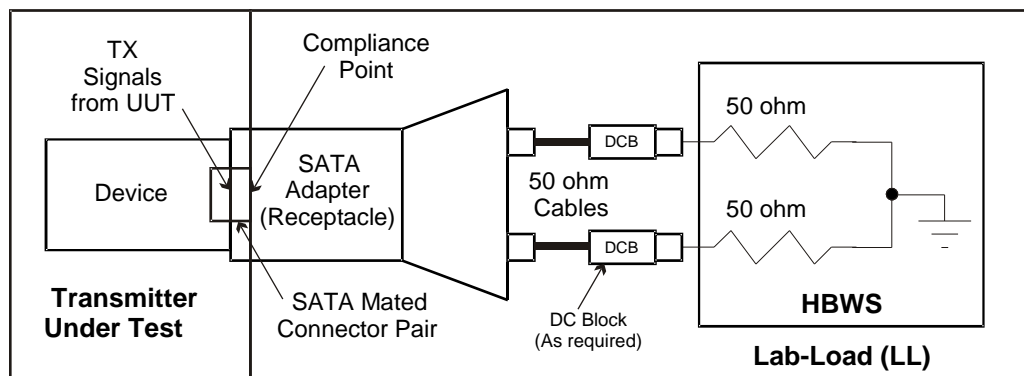 TX
Signals
from UUT
Compliance
Point
Device
SATA
Adapter
(Receptacle)
DCB
50 ohm
Cables
DCB
50 ohm
50 ohm
HBWS
Transmitter
Under Test
SATA Mated
Connector Pair
DC Block
(As required)
Lab-Load (LL)